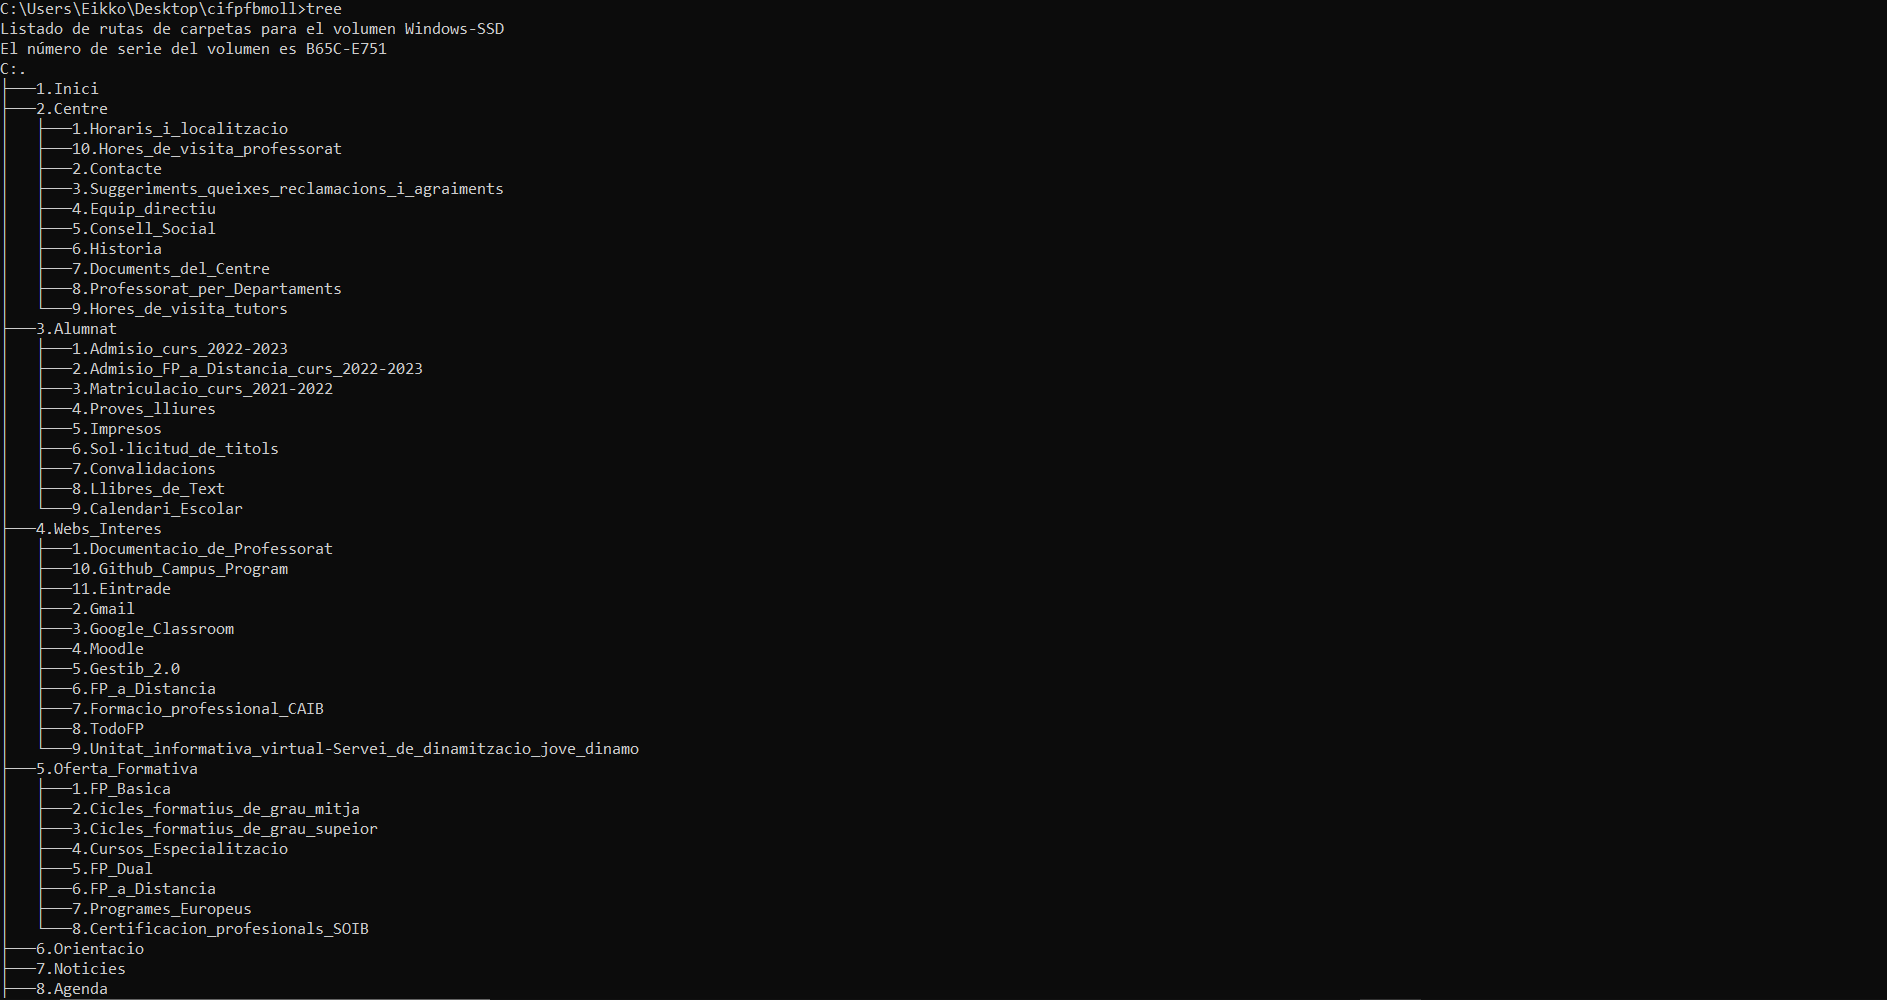 C:\Users\Eikko\Desktop\cifpfbmoll>tree
Listado de rutas de carpetas para el volumen Windows-SSD
El número de serie del volumen es B65C-E751
C:.
├───1.Inici
├───2.Centre
│   ├───1.Horaris_i_localitzacio
│   ├───10.Hores_de_visita_professorat
│   ├───2.Contacte
│   ├───3.Suggeriments_queixes_reclamacions_i_agraiments
│   ├───4.Equip_directiu
│   ├───5.Consell_Social
│   ├───6.Historia
│   ├───7.Documents_del_Centre
│   ├───8.Professorat_per_Departaments
│   └───9.Hores_de_visita_tutors
├───3.Alumnat
│   ├───1.Admisio_curs_2022-2023
│   ├───2.Admisio_FP_a_Distancia_curs_2022-2023
│   ├───3.Matriculacio_curs_2021-2022
│   ├───4.Proves_lliures
│   ├───5.Impresos
│   ├───6.Sol·licitud_de_titols
│   ├───7.Convalidacions
│   ├───8.Llibres_de_Text
│   └───9.Calendari_Escolar
├───4.Webs_Interes
│   ├───1.Documentacio_de_Professorat
│   ├───10.Github_Campus_Program
│   ├───11.Eintrade
│   ├───2.Gmail
│   ├───3.Google_Classroom
│   ├───4.Moodle
│   ├───5.Gestib_2.0
│   ├───6.FP_a_Distancia
│   ├───7.Formacio_professional_CAIB
│   ├───8.TodoFP
│   └───9.Unitat_informativa_virtual-Servei_de_dinamitzacio_jove_dinamo
├───5.Oferta_Formativa
│   ├───1.FP_Basica
│   ├───2.Cicles_formatius_de_grau_mitja
│   ├───3.Cicles_formatius_de_grau_supeior
│   ├───4.Cursos_Especialitzacio
│   ├───5.FP_Dual
│   ├───6.FP_a_Distancia
│   ├───7.Programes_Europeus
│   └───8.Certificacion_profesionals_SOIB
├───6.Orientacio
├───7.Noticies
├───8.Agenda